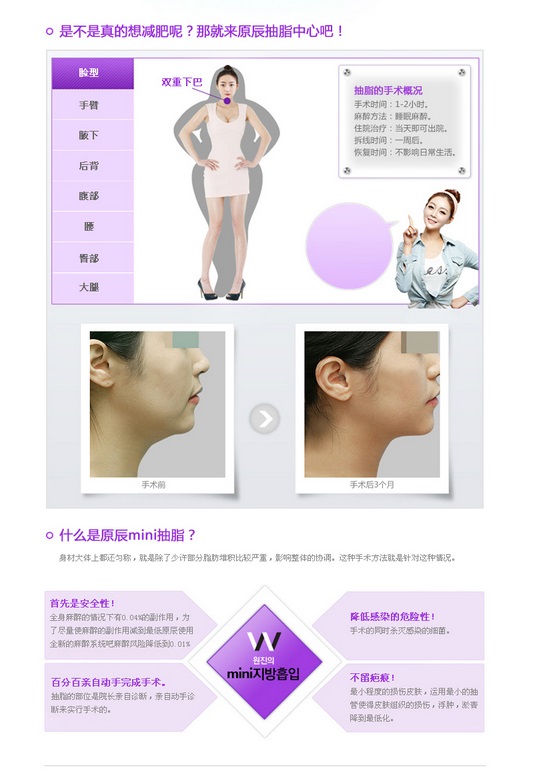 是不是真的想减肥呢？那就来原辰抽脂中心吧！
脸型
手臂
腋下
后背
腹部
腰
臀部
大腿
双重下巴
抽脂的手术概况
手术时间：1-2小时。
麻醉方法：睡眠麻醉。
住院治疗：当天即可出院。
拆线时间：一周后。
恢复时间：不影响日常生活。
手术前
手术后3个月
什么是原辰mini抽脂？
身材大体上都还匀称，就是除了少许部分脂肪堆积比较严重，影响整体的协调。这种手术方法就是针对这种情况。
首先是安全性！
全身麻醉的情况下有0.04%的副作用，为
了尽量使麻醉的副作用减到最低原辰使用
全新的麻醉系统吧麻醉风险降低到0.01%
百分百亲自动手完成手术。
抽脂的部位是院长亲自诊断，亲自动手诊
断来实行手术的。
W
원진의
mini지방흡입
降低感染的危险性！
手术的同时杀灭感染的细菌。
不留疤痕！
最小程度的损伤皮肤，运用最小的抽
管使得皮肤组织的损伤，浮肿，淤青
降到最低化。